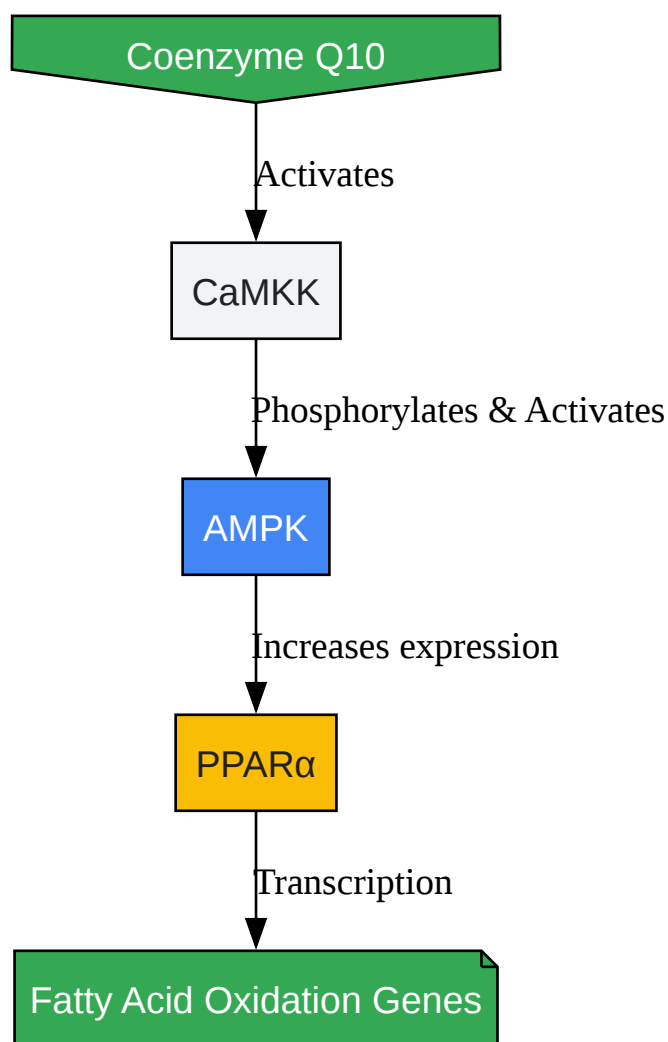 Coenzyme Q10
Activates
CaMKK
Phosphorylates & Activates
AMPK
Increases expression
PPARα
Transcription
Fatty Acid Oxidation Genes